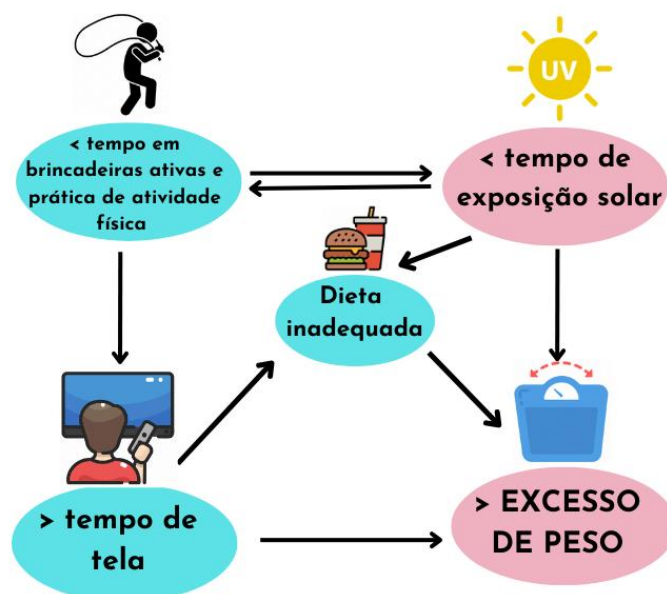 UV
< tempo em
brincadeiras ativas e
prática de atividade
física
< tempo de
exposição solar
Dieta
inadequada
> tempo de
tela
> EXCESSO
DE PESO